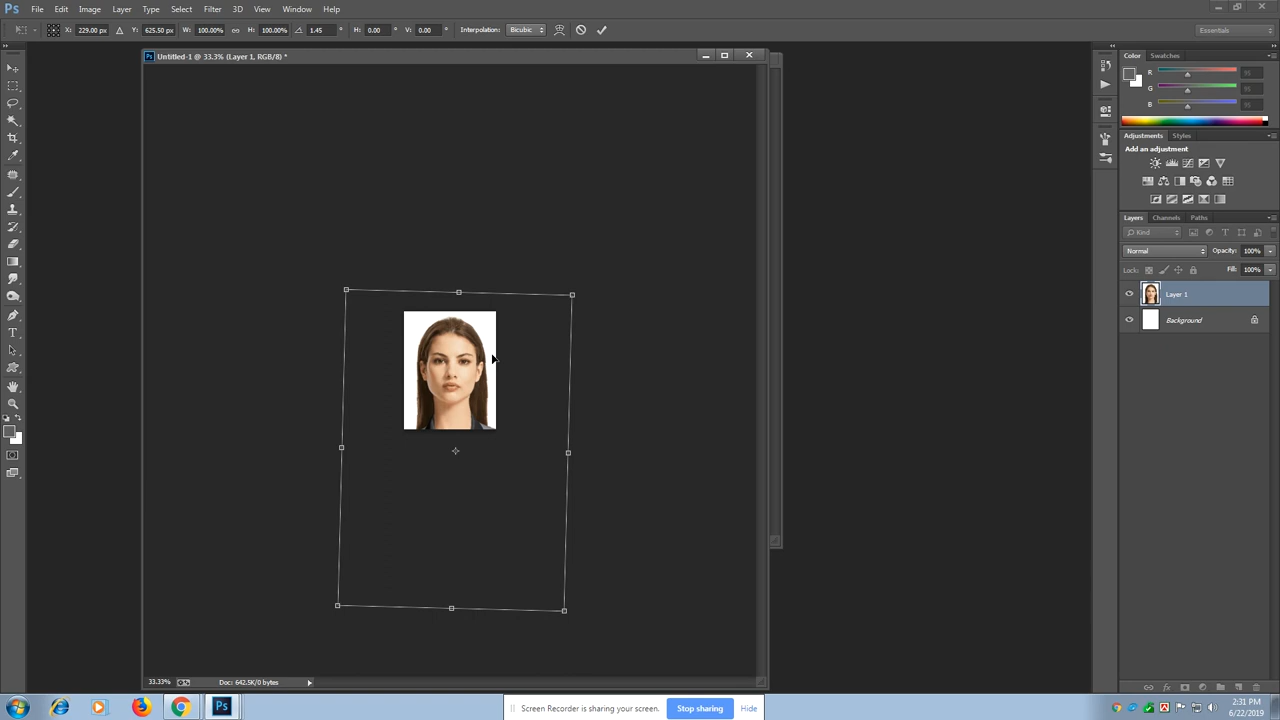 Ps File Edit Image Layer Type Select Filter 3D View Window Help
X: 229.00 px Y: 625.50 px W: 100.00% H: 100.00% 1.45 ° H: 0.00 ° V: 0.00 ° Interpolation: Bicubic Essentials
Ps Untitled-1 @ 33.3% (Layer 1, RGB/8) *
Color Swatches
R
G
B
Adjustments Styles
Add an adjustment
Layers Channels Paths
Kind
Normal Opacity: 100%
Lock: Fill: 100%
Layer 1
Background
33.33% Doc: 642.5K/0 bytes
Screen Recorder is sharing your screen. Stop sharing Hide
Ps
2:31 PM
6/22/2019